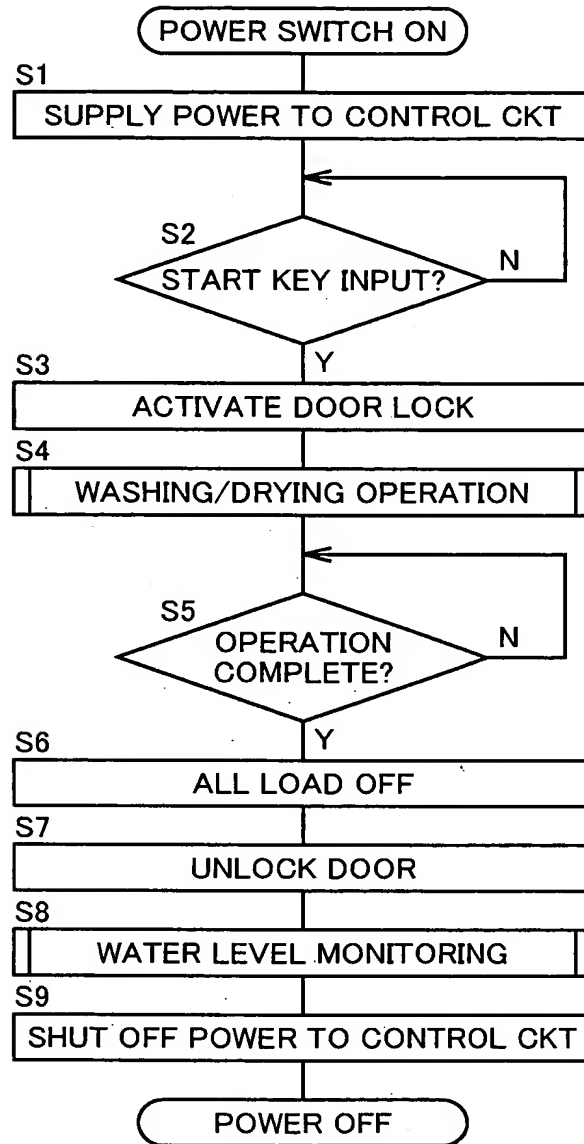 POWER SWITCH ON
S1
SUPPLY POWER TO CONTROL CKT
S2
START KEY INPUT?
N
Y
S3
ACTIVATE DOOR LOCK
S4
WASHING/DRYING OPERATION
S5
OPERATION
COMPLETE?
N
Y
S6
ALL LOAD OFF
S7
UNLOCK DOOR
S8
WATER LEVEL MONITORING
S9
SHUT OFF POWER TO CONTROL CKT
POWER OFF